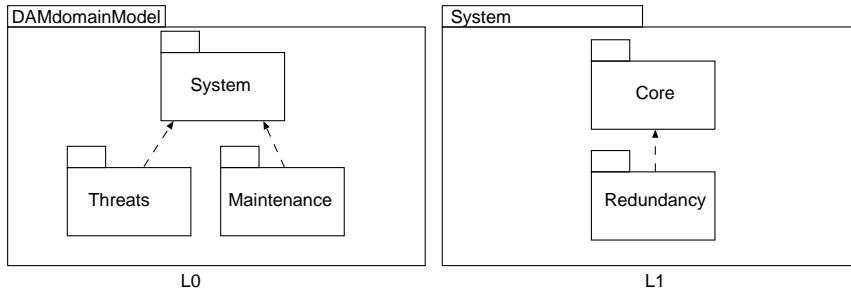 DAMdomainModel
System
Threats
Maintenance
L0
System
Core
Redundancy
L1